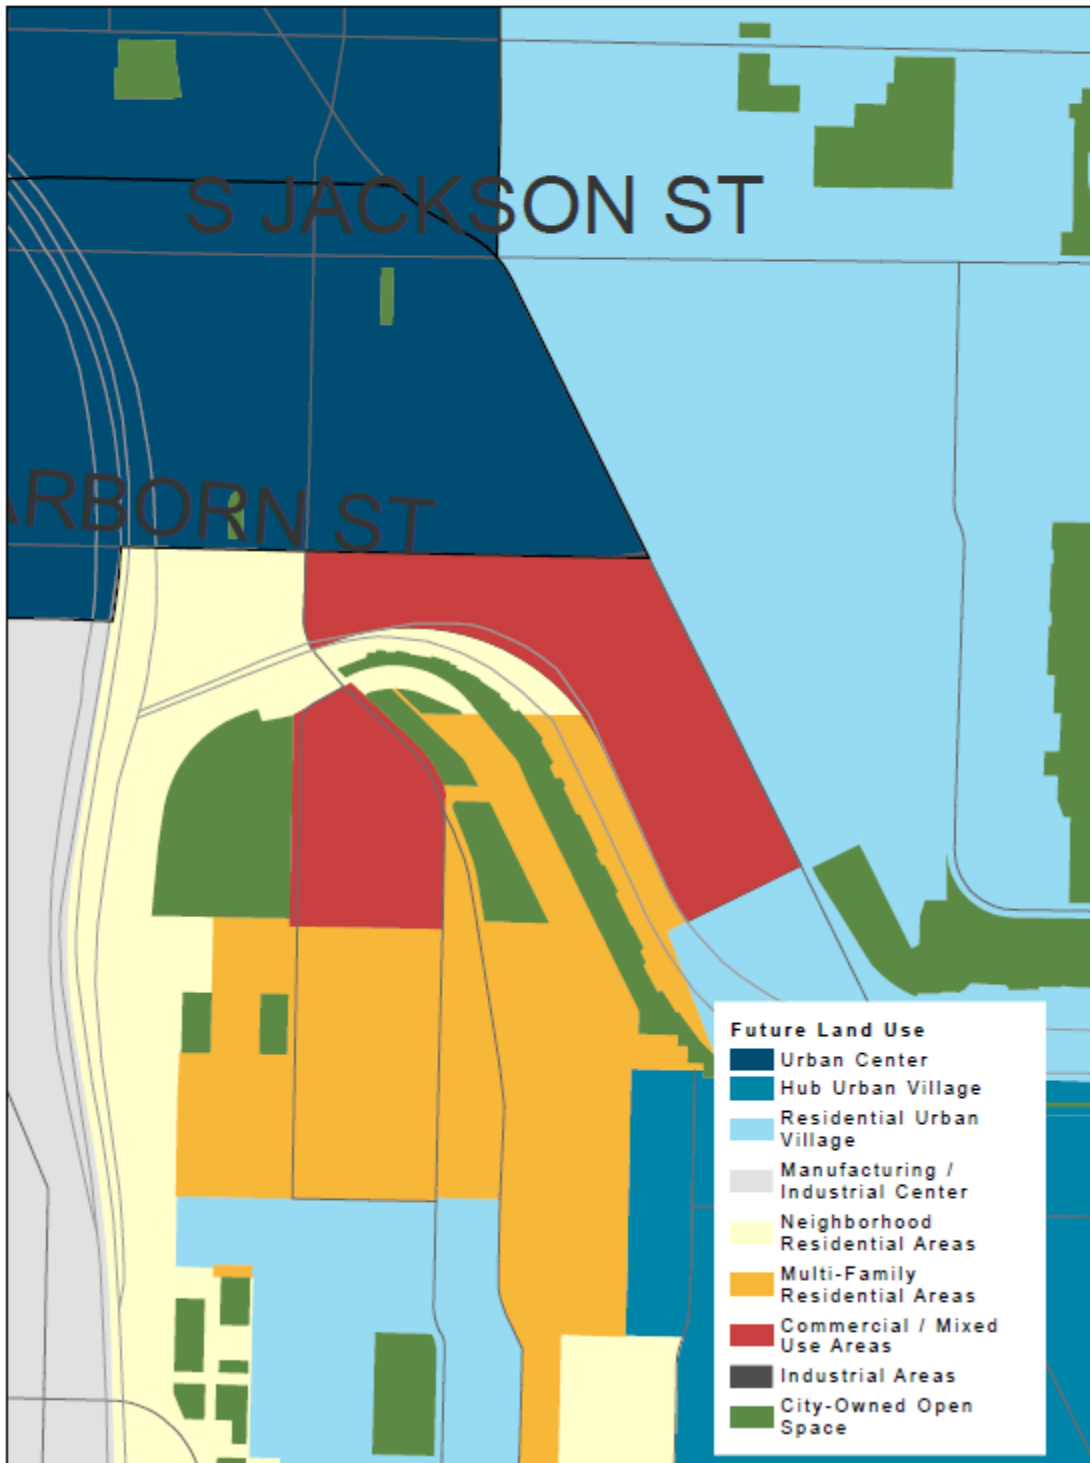 S JACKSON ST
ARBORN ST
Future Land Use
Urban Center
Hub Urban Village
Residential Urban
Village
Manufacturing /
Industrial Center
Neighborhood
Residential Areas
Multi-Family
Residential Areas
Commercial / Mixed
Use Areas
Industrial Areas
City-Owned Open
Space